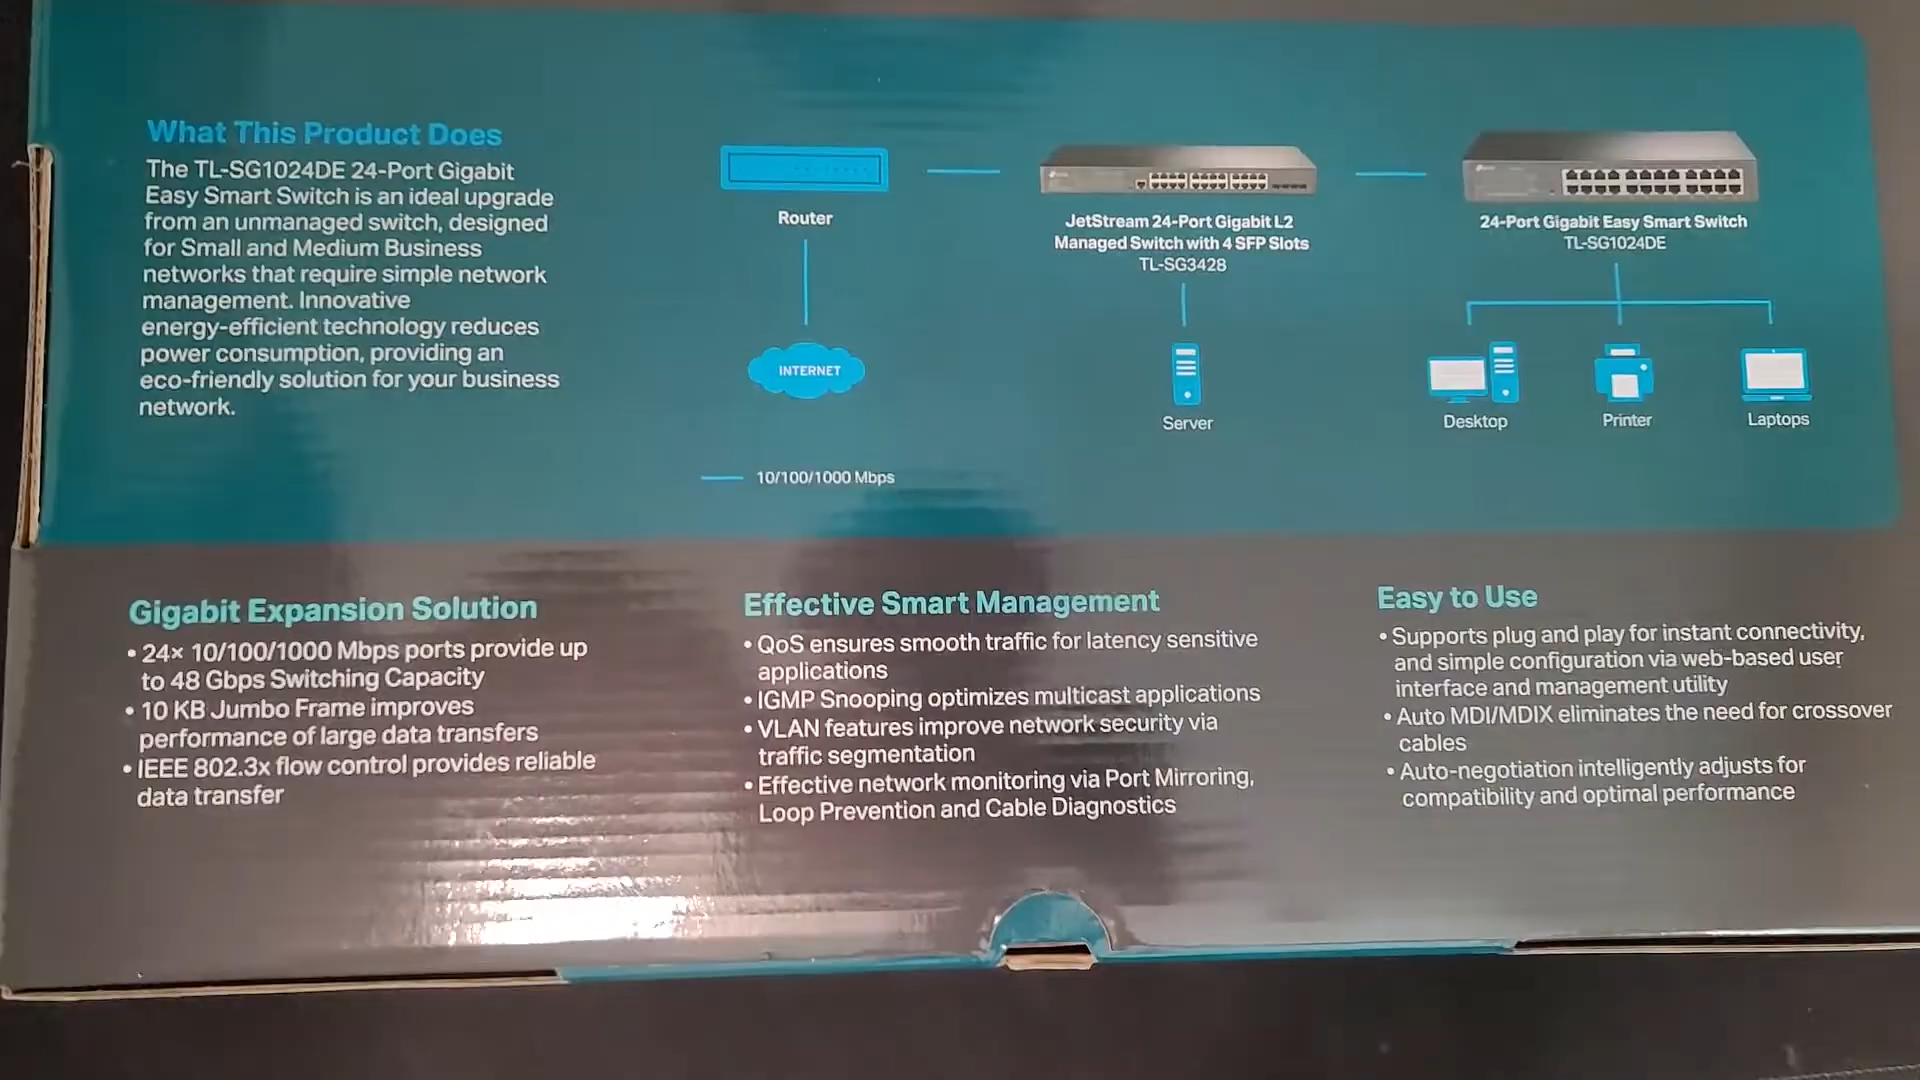 What This Product Does
The TL-SG1024DE 24-Port Gigabit
Easy Smart Switch is an ideal upgrade
from an unmanaged switch, designed
for Small and Medium Business
networks that require simple network
management. Innovative
energy-efficient technology reduces
power consumption, providing an
eco-friendly solution for your business
network.
Router
INTERNET
10/100/1000 Mbps
JetStream 24-Port Gigabit L2
Managed Switch with 4 SFP Slots
TL-SG3428
Server
24-Port Gigabit Easy Smart Switch
TL-SG1024DE
Desktop
Printer
Laptops
Gigabit Expansion Solution
• 24× 10/100/1000 Mbps ports provide up
to 48 Gbps Switching Capacity
• 10 KB Jumbo Frame improves
performance of large data transfers
• IEEE 802.3x flow control provides reliable
data transfer
Effective Smart Management
• QoS ensures smooth traffic for latency sensitive
applications
• IGMP Snooping optimizes multicast applications
• VLAN features improve network security via
traffic segmentation
• Effective network monitoring via Port Mirroring,
Loop Prevention and Cable Diagnostics
Easy to Use
• Supports plug and play for instant connectivity,
and simple configuration via web-based user
interface and management utility
• Auto MDI/MDIX eliminates the need for crossover
cables
• Auto-negotiation intelligently adjusts for
compatibility and optimal performance